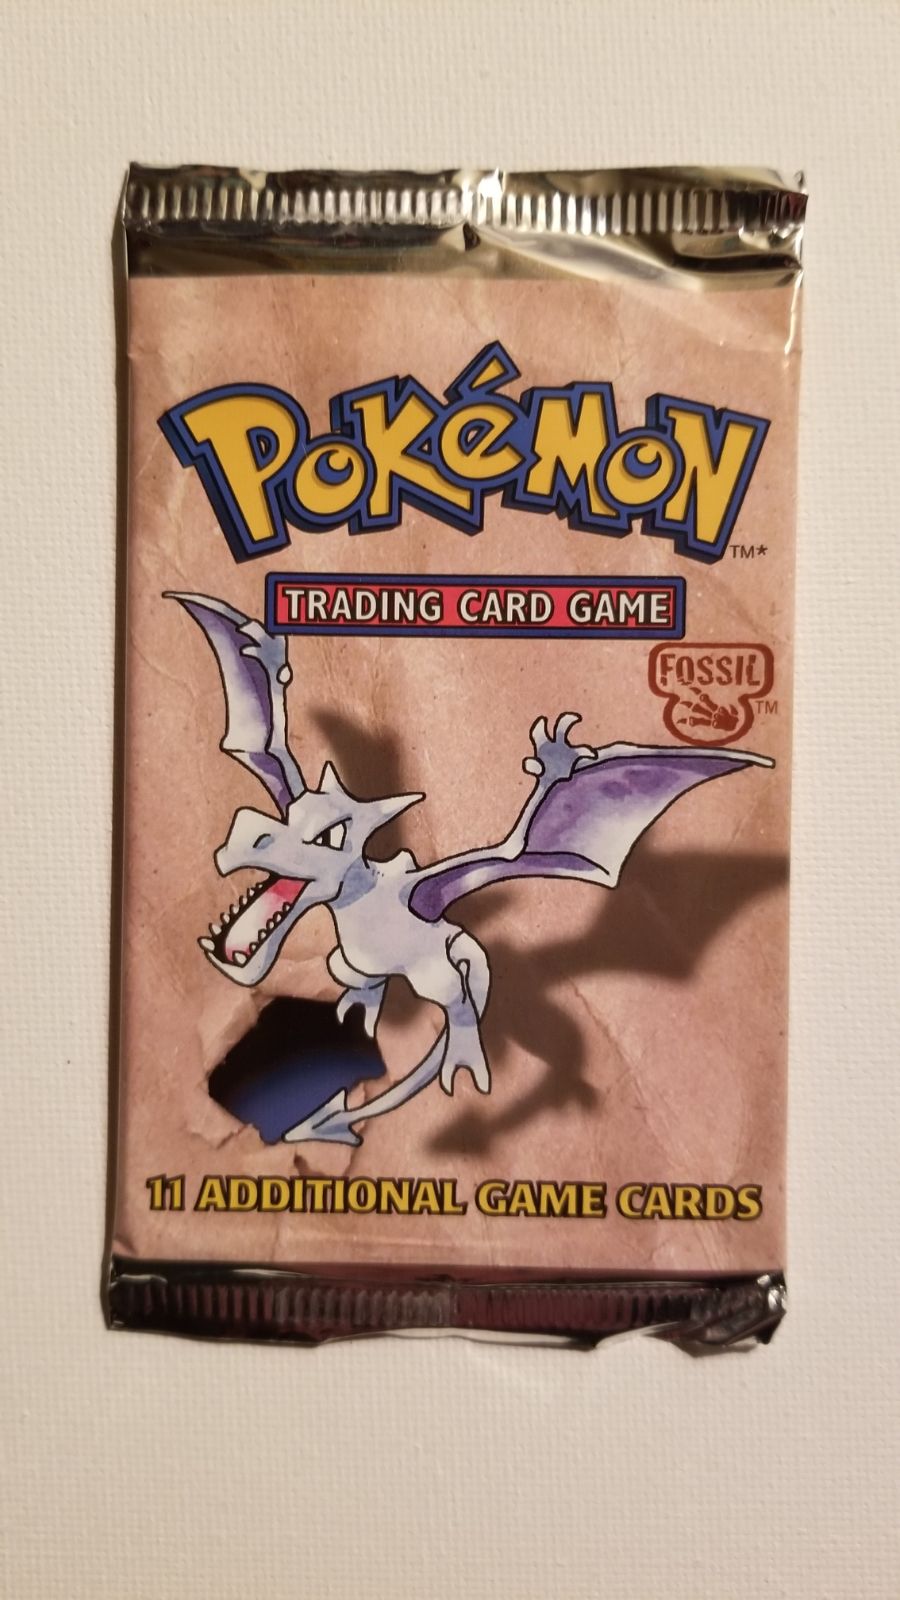 POKéMON
TM*
TRADING CARD GAME
FOSSIL
TM
11 ADDITIONAL GAME CARDS